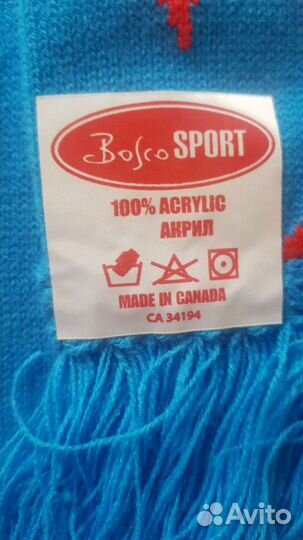 Bosco SPORT
100% ACRYLIC
АКРИЛ
MADE IN CANADA
CA 34194
Avito